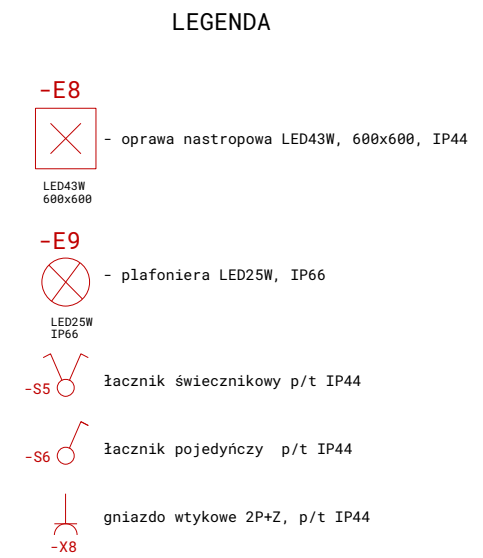 LEGENDA
-E8
- oprawa nastropowa LED43W, 600x600, IP44
LED43W
600x600
-E9
- plafoniera LED25W, IP66
LED25W
IP66
-S5
łacznik świecznikowy p/t IP44
-S6
łacznik pojedyńczy p/t IP44
gniazdo wtykowe 2P+Z, p/t IP44
-X8